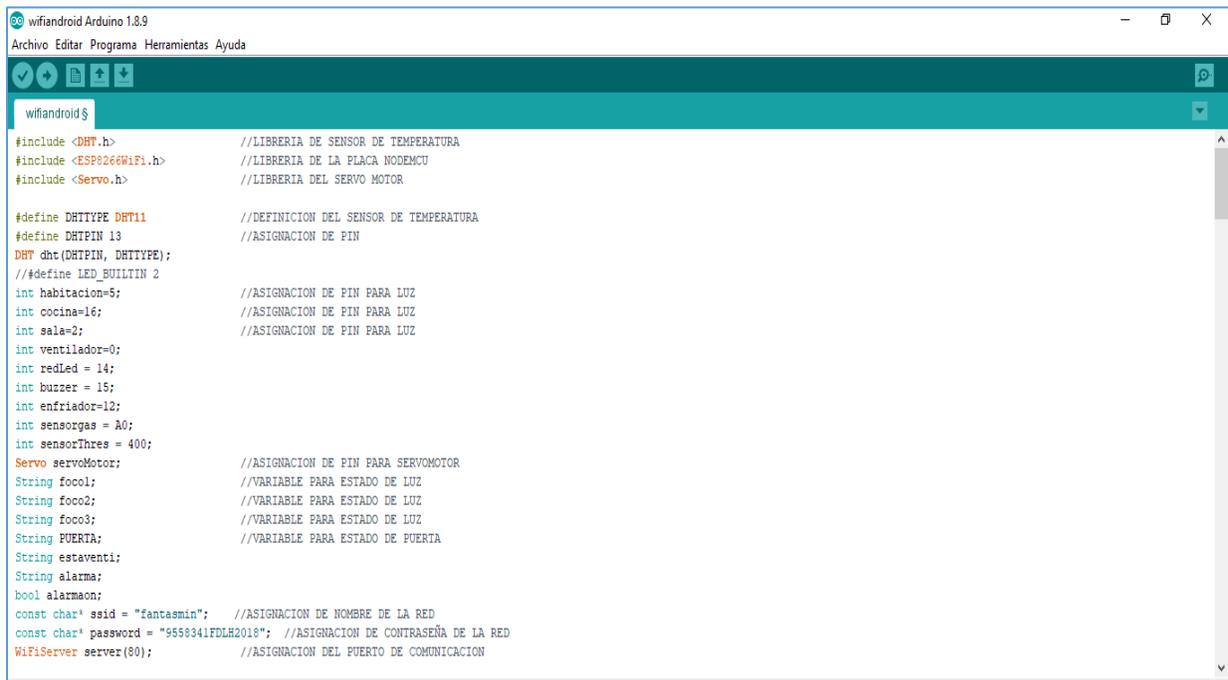 wifiandroid Arduino 1.8.9
Archivo Editar Programa Herramientas Ayuda
wifiandroid §
#include <DHT.h> //LIBRERIA DE SENSOR DE TEMPERATURA
#include <ESP8266WiFi.h> //LIBRERIA DE LA PLACA NODEMCU
#include <Servo.h> //LIBRERIA DEL SERVO MOTOR
#define DHTTYPE DHT11 //DEFINICION DEL SENSOR DE TEMPERATURA
#define DHTPIN 13 //ASIGNACION DE PIN
DHT dht(DHTPIN, DHTTYPE);
//#define LED_BUILTIN 2
int habitacion=5; //ASIGNACION DE PIN PARA LUZ
int cocina=16; //ASIGNACION DE PIN PARA LUZ
int sala=2; //ASIGNACION DE PIN PARA LUZ
int ventilador=0;
int redLed = 14;
int buzzer = 15;
int enfriador=12;
int sensorgas = A0;
int sensorThres = 400;
Servo servoMotor; //ASIGNACION DE PIN PARA SERVOMOTOR
String foco1; //VARIABLE PARA ESTADO DE LUZ
String foco2; //VARIABLE PARA ESTADO DE LUZ
String foco3; //VARIABLE PARA ESTADO DE LUZ
String PUERTA; //VARIABLE PARA ESTADO DE PUERTA
String estaventi;
String alarma;
bool alarmaon;
const char* ssid = "fantasmin"; //ASIGNACION DE NOMBRE DE LA RED
const char* password = "9558341FDLH2018"; //ASIGNACION DE CONTRASEÑA DE LA RED
WiFiServer server(80); //ASIGNACION DEL PUERTO DE COMUNICACION